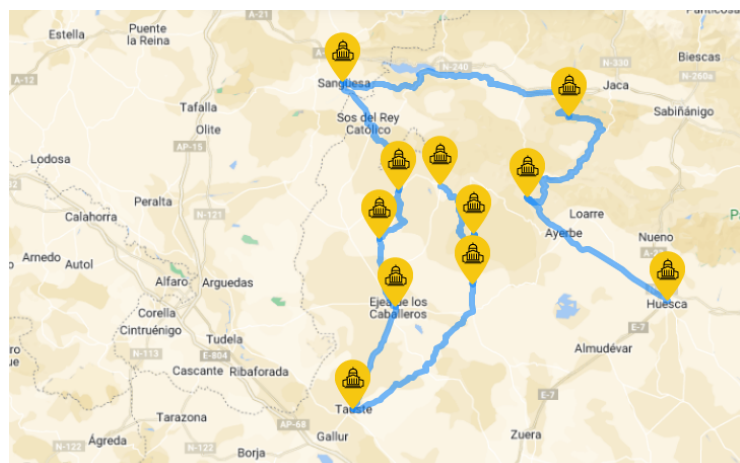 Panticosa
A-21
Estella
Puente
la Reina
Biescas
N-240
N-330
N-260a
A-12
Sangüesa
Jaca
Tafalla
Sabiñánigo
Sos del Rey
Católico
Olite
AP-15
Lodosa
Peralta
N-121
Calahorra
Loarre
Ayerbe
Nueno
Arnedo
Autol
Alfaro
Arguedas
Ejea de los
Caballeros
Huesca
Corella
Cintruénigo
E-7
Tudela
N-113
E-804
Almudévar
Cascante
Ribaforada
E-7
Tauste
Tarazona
AP-68
Gallur
Zuera
Ágreda
N-122
N-122
Borja